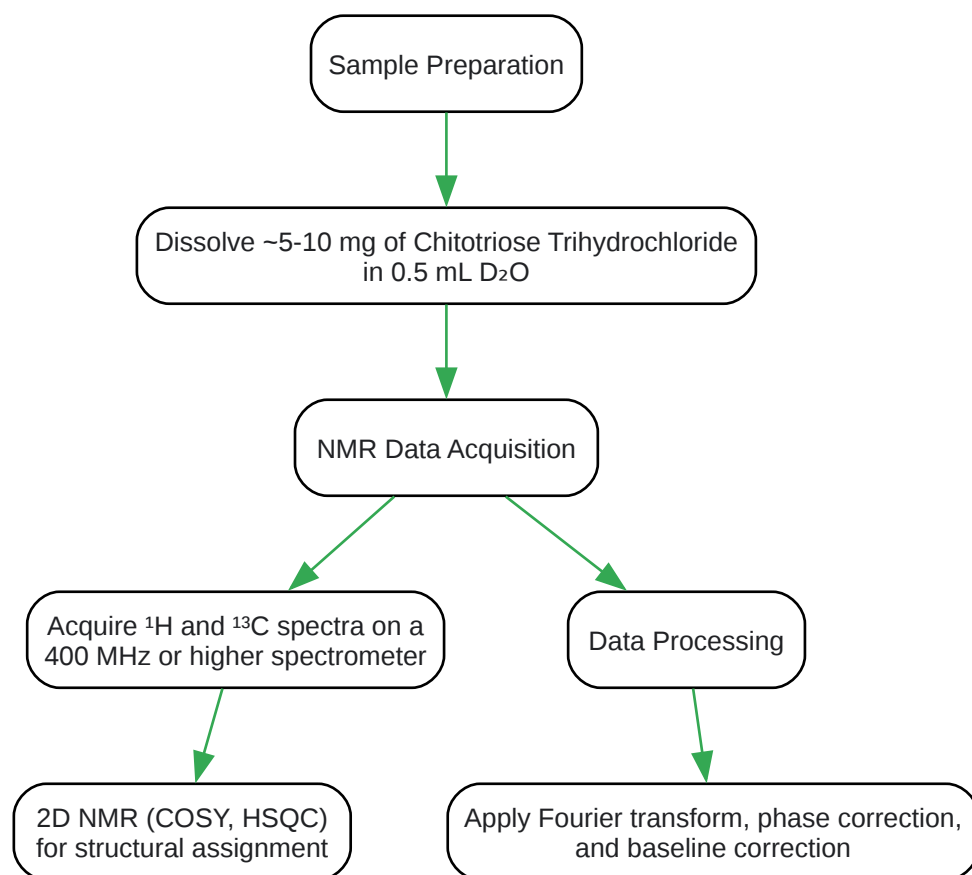 Sample Preparation
Dissolve ~5-10 mg of Chitotriose Trihydrochloride
in 0.5 mL D₂O
NMR Data Acquisition
Acquire ¹H and ¹³C spectra on a
400 MHz or higher spectrometer
Data Processing
2D NMR (COSY, HSQC)
for structural assignment
Apply Fourier transform, phase correction,
and baseline correction